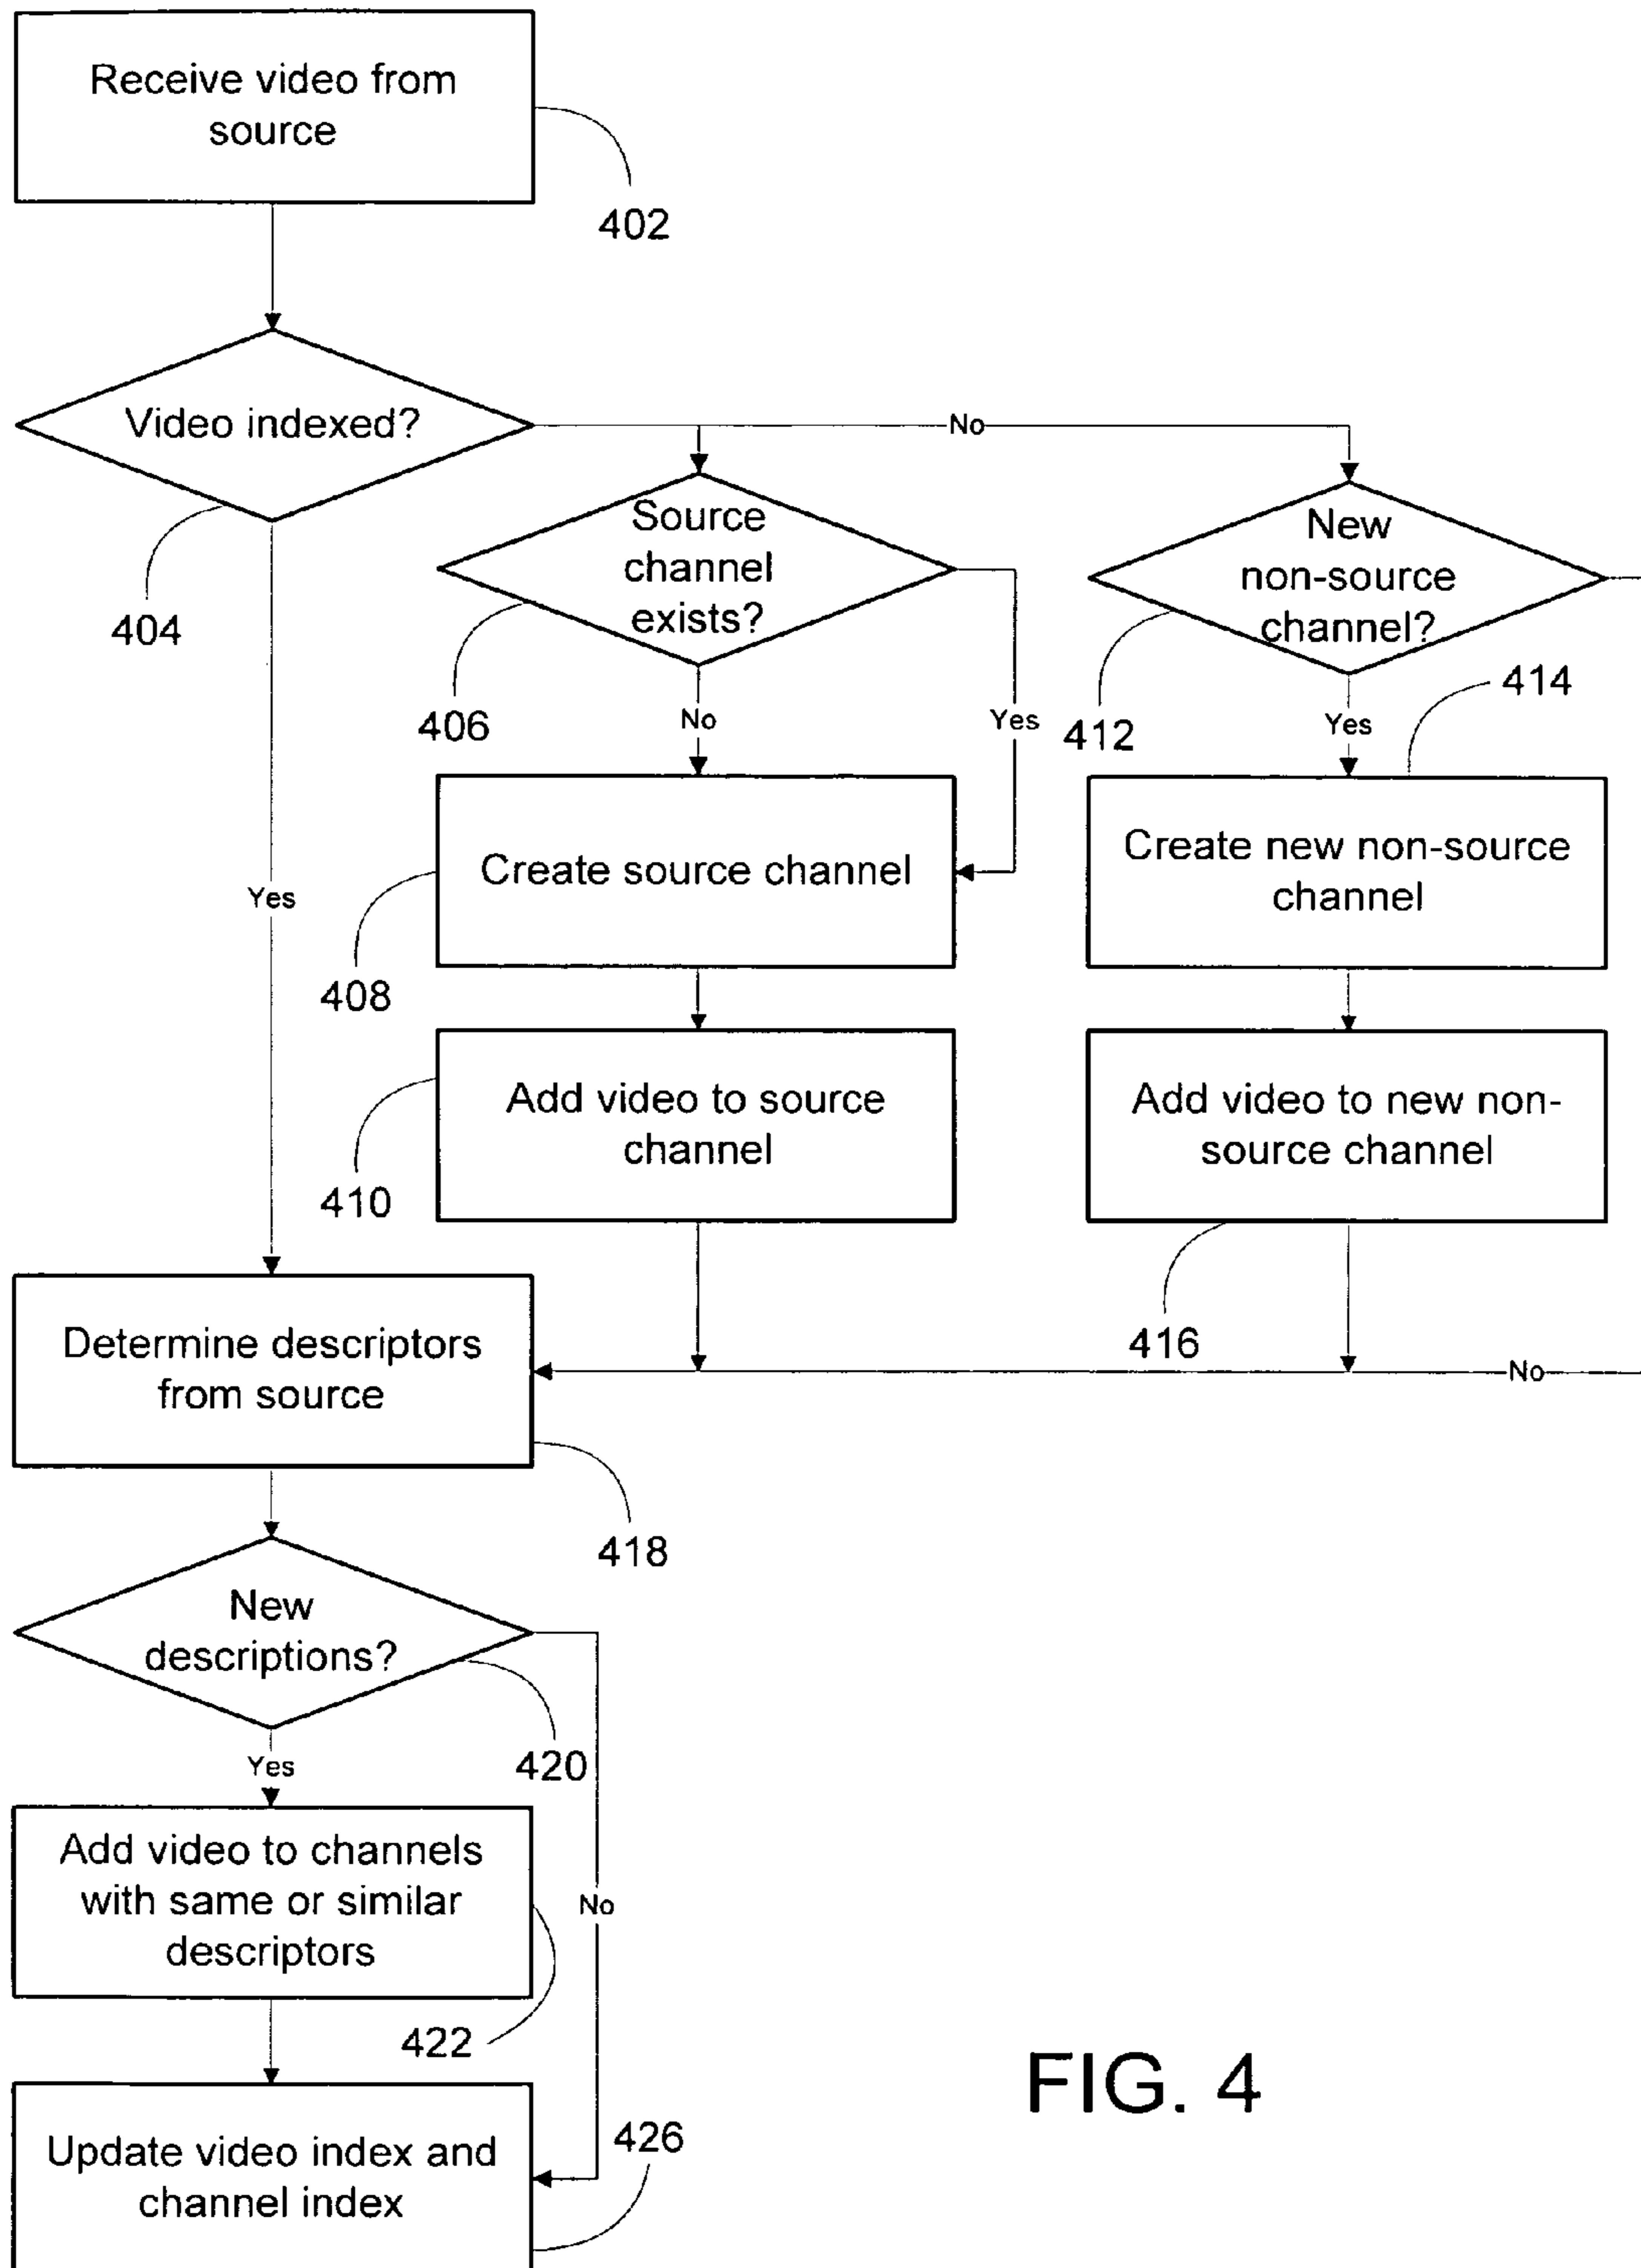 Receive video from
source
402
Video indexed?
No
404
Source
channel
exists?
New
non-source
channel?
406
No
Yes
412
Yes
414
Yes
Create source channel
Create new non-source
channel
408
Add video to source
channel
Add video to new non-
source channel
410
416
Determine descriptors
from source
No
418
New
descriptions?
420
Yes
Add video to channels
with same or similar
descriptors
No
422
Update video index and
channel index
426
FIG. 4